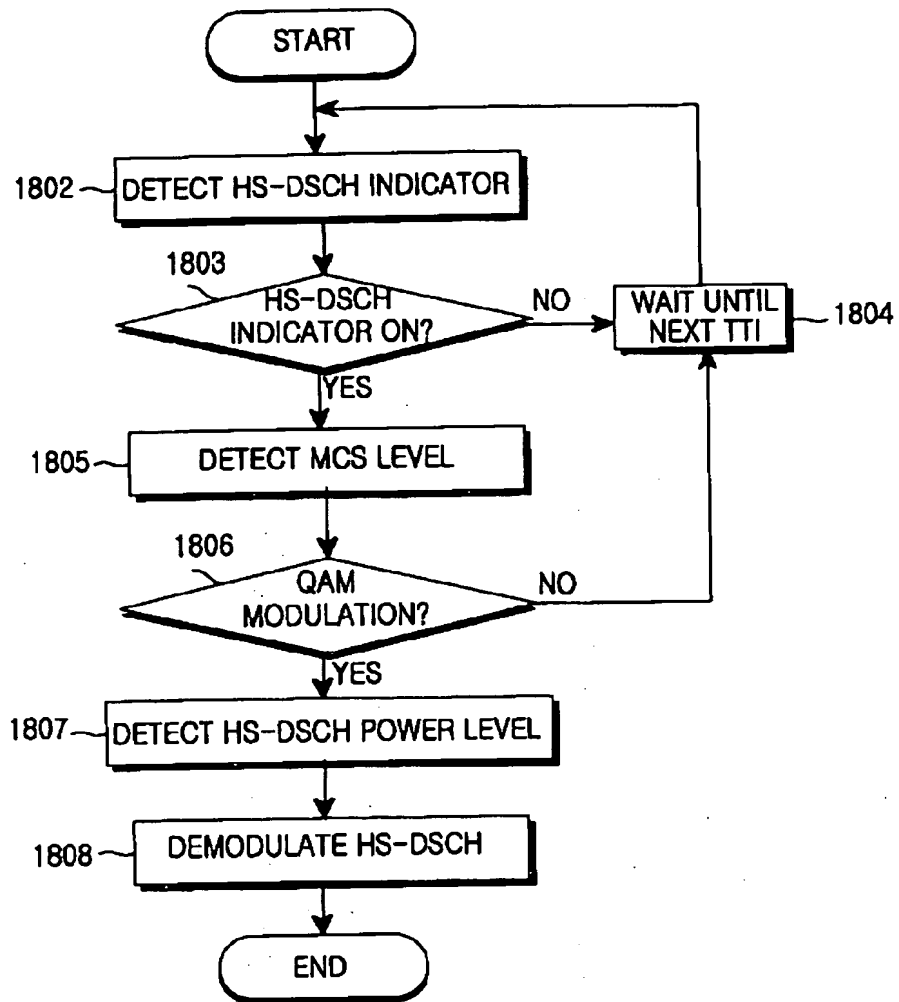 START
1802
DETECT HS-DSCH INDICATOR
1803
HS-DSCH
INDICATOR ON?
NO
WAIT UNTIL
NEXT TTI
1804
YES
1805
DETECT MCS LEVEL
1806
QAM
MODULATION?
NO
YES
1807
DETECT HS-DSCH POWER LEVEL
1808
DEMODULATE HS-DSCH
END